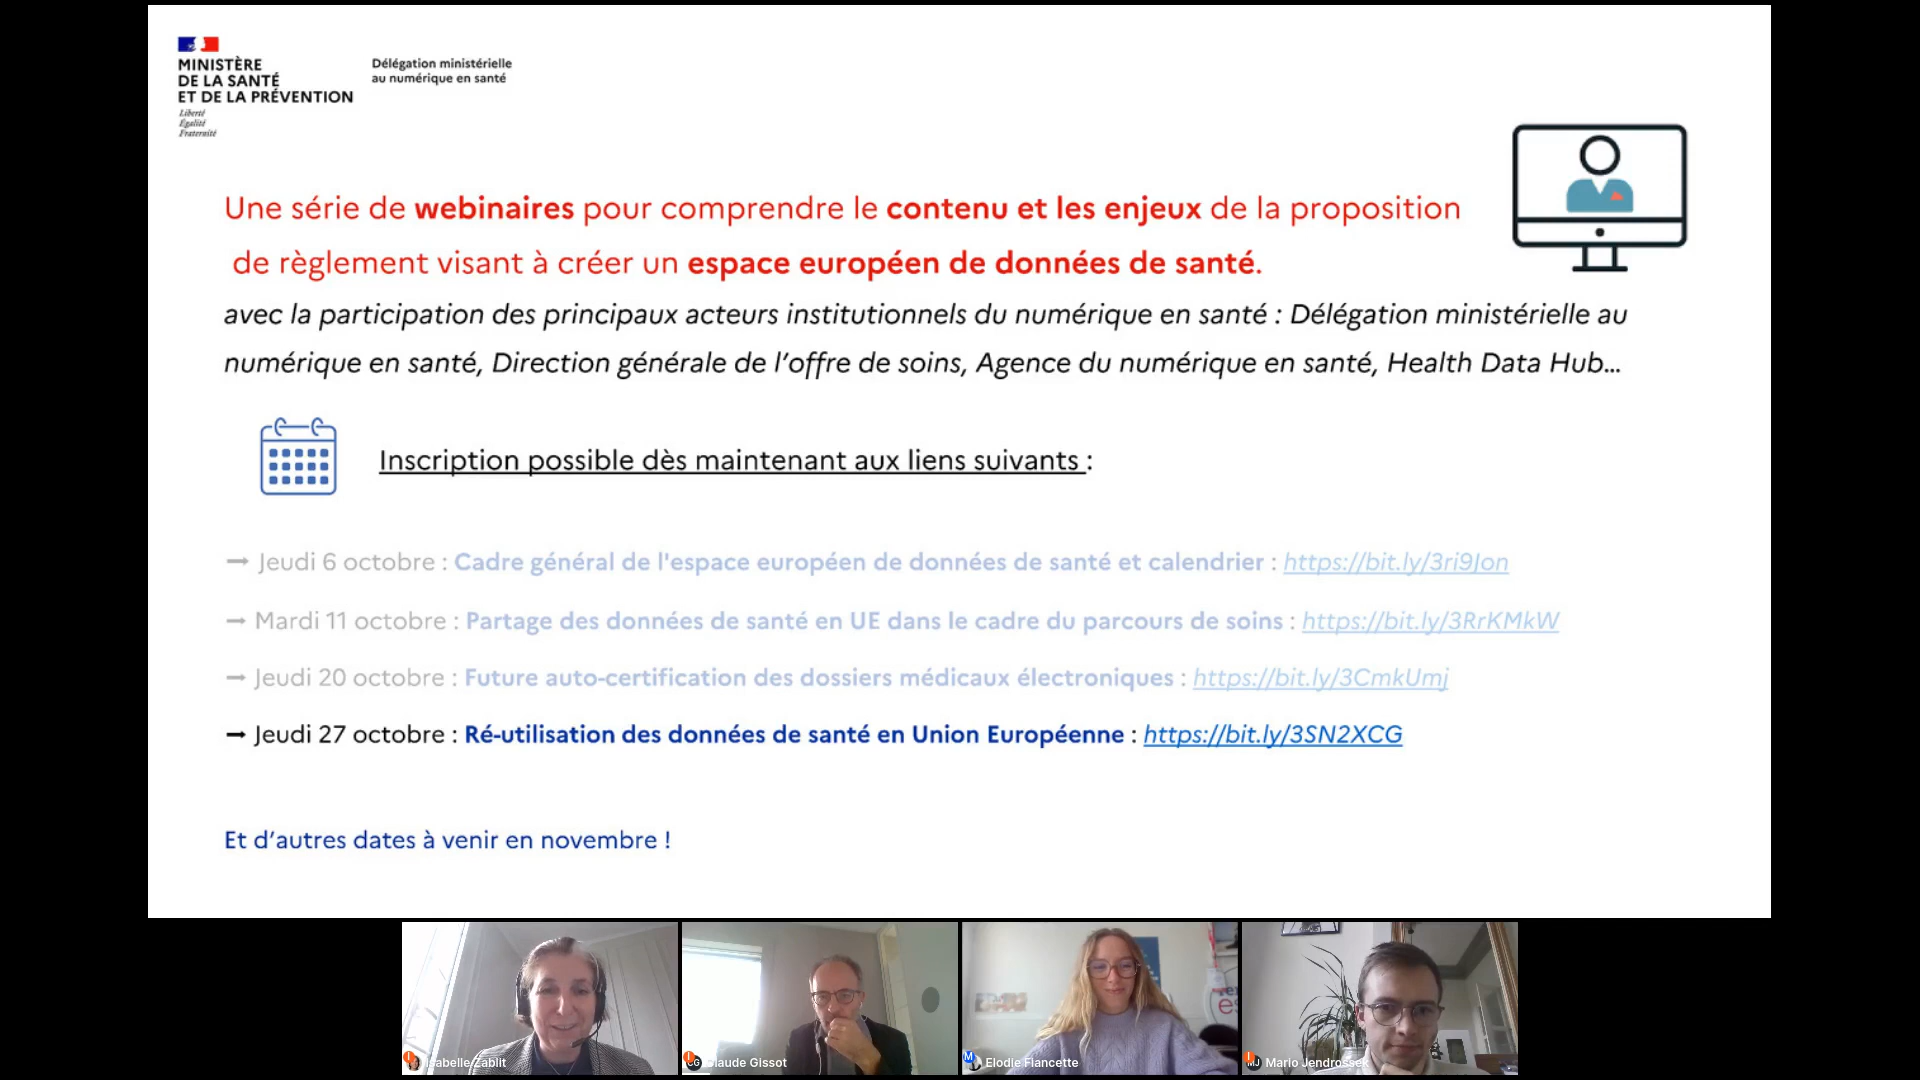 MINISTÈRE
DE LA SANTÉ
ET DE LA PRÉVENTION
Liberté
Égalité
Fraternité
Délégation ministérielle
au numérique en santé
Une série de webinaires pour comprendre le contenu et les enjeux de la proposition
de règlement visant à créer un espace européen de données de santé.
avec la participation des principaux acteurs institutionnels du numérique en santé : Délégation ministérielle au
numérique en santé, Direction générale de l'offre de soins, Agence du numérique en santé, Health Data Hub...
Inscription possible dès maintenant aux liens suivants :
→ Jeudi 6 octobre : Cadre général de l'espace européen de données de santé et calendrier : https://bit.ly/3ri9Jon
→ Mardi 11 octobre : Partage des données de santé en UE dans le cadre du parcours de soins : https://bit.ly/3RrKMkW
→ Jeudi 20 octobre : Future auto-certification des dossiers médicaux électroniques : https://bit.ly/3CmkUmj
→ Jeudi 27 octobre : Ré-utilisation des données de santé en Union Européenne : https://bit.ly/3SN2XCG
Et d'autres dates à venir en novembre !
Isabelle Zablit
Claude Gissot
Elodie Flancette
Mario Jendrossek